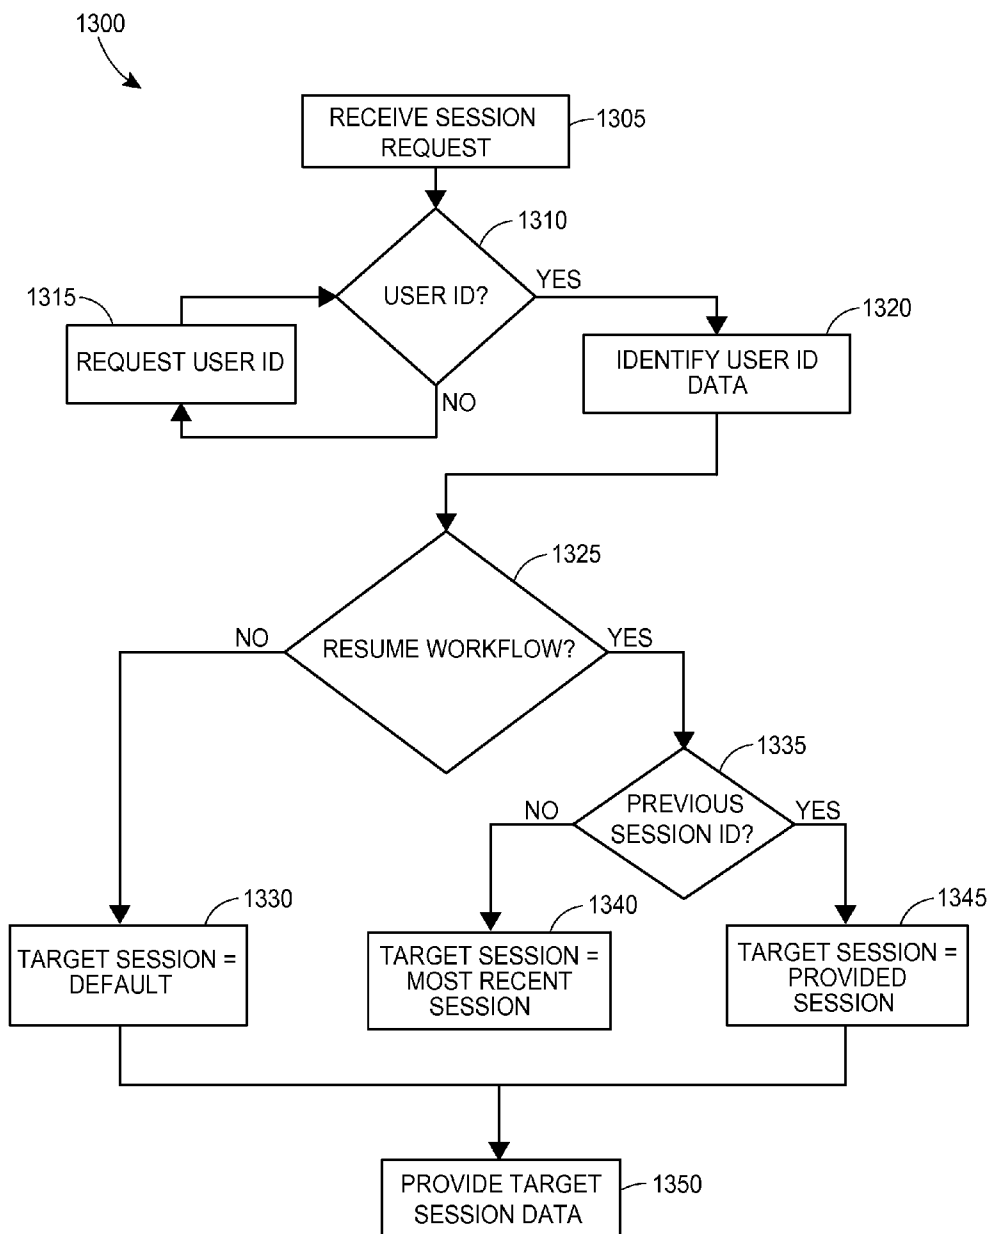 1300
RECEIVE SESSION
REQUEST
1305
1310
USER ID?
YES
NO
1315
REQUEST USER ID
1320
IDENTIFY USER ID
DATA
1325
RESUME WORKFLOW?
NO
YES
1335
PREVIOUS
SESSION ID?
NO
YES
1330
TARGET SESSION =
DEFAULT
1340
TARGET SESSION =
MOST RECENT
SESSION
1345
TARGET SESSION =
PROVIDED
SESSION
PROVIDE TARGET
SESSION DATA
1350